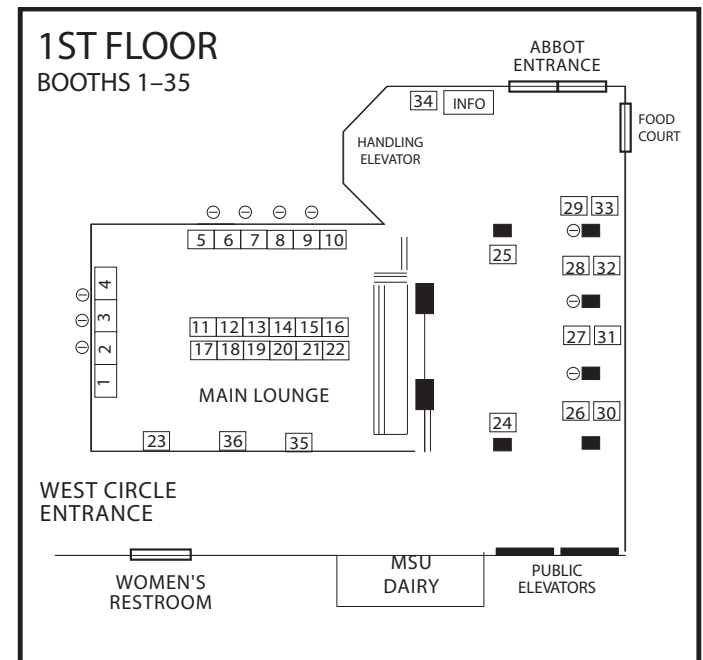 1ST FLOOR
BOOTHS 1–35
ABBOT
ENTRANCE
34
INFO
FOOD
COURT
HANDLING
ELEVATOR
29 33
5 6 7 8 9 10
25
28 32
4
3
2
1
11 12 13 14 15 16
17 18 19 20 21 22
27 31
MAIN LOUNGE
26 30
24
23
36
35
WEST CIRCLE
ENTRANCE
WOMEN'S
RESTROOM
MSU
DAIRY
PUBLIC
ELEVATORS